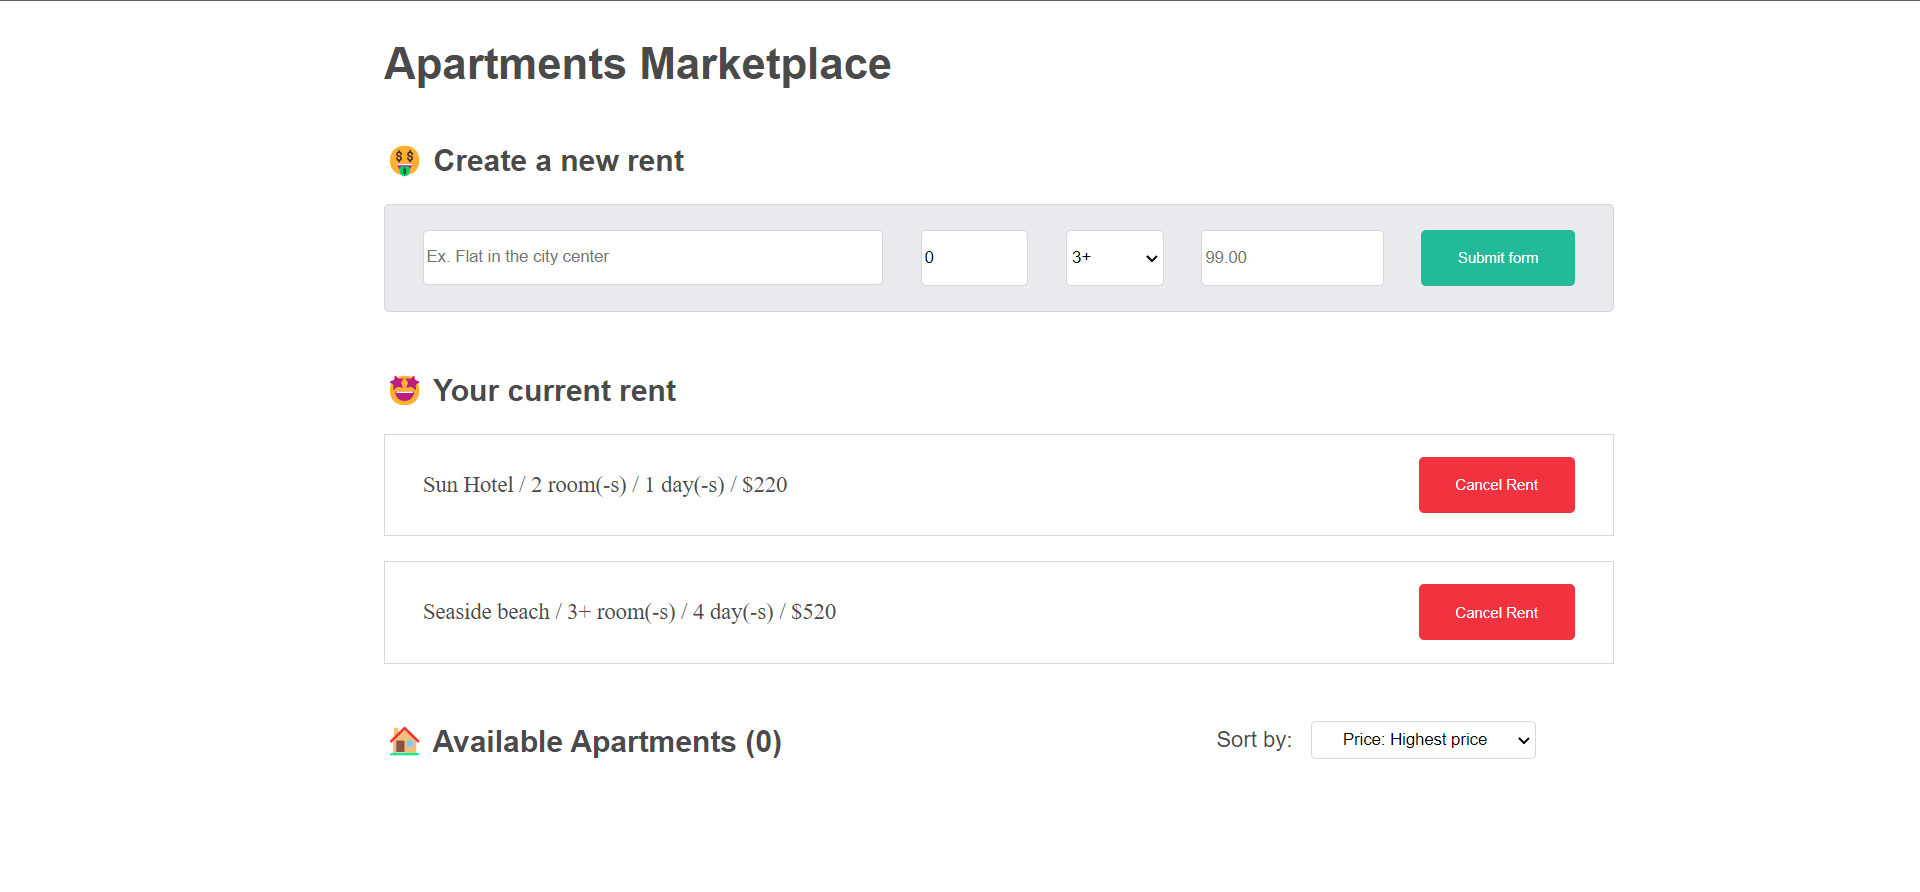 Apartments Marketplace
Create a new rent
Ex. Flat in the city center 0 3+ 99.00 Submit form
Your current rent
Sun Hotel / 2 room(-s) / 1 day(-s) / $220 Cancel Rent
Seaside beach / 3+ room(-s) / 4 day(-s) / $520 Cancel Rent
Available Apartments (0) Sort by: Price: Highest price